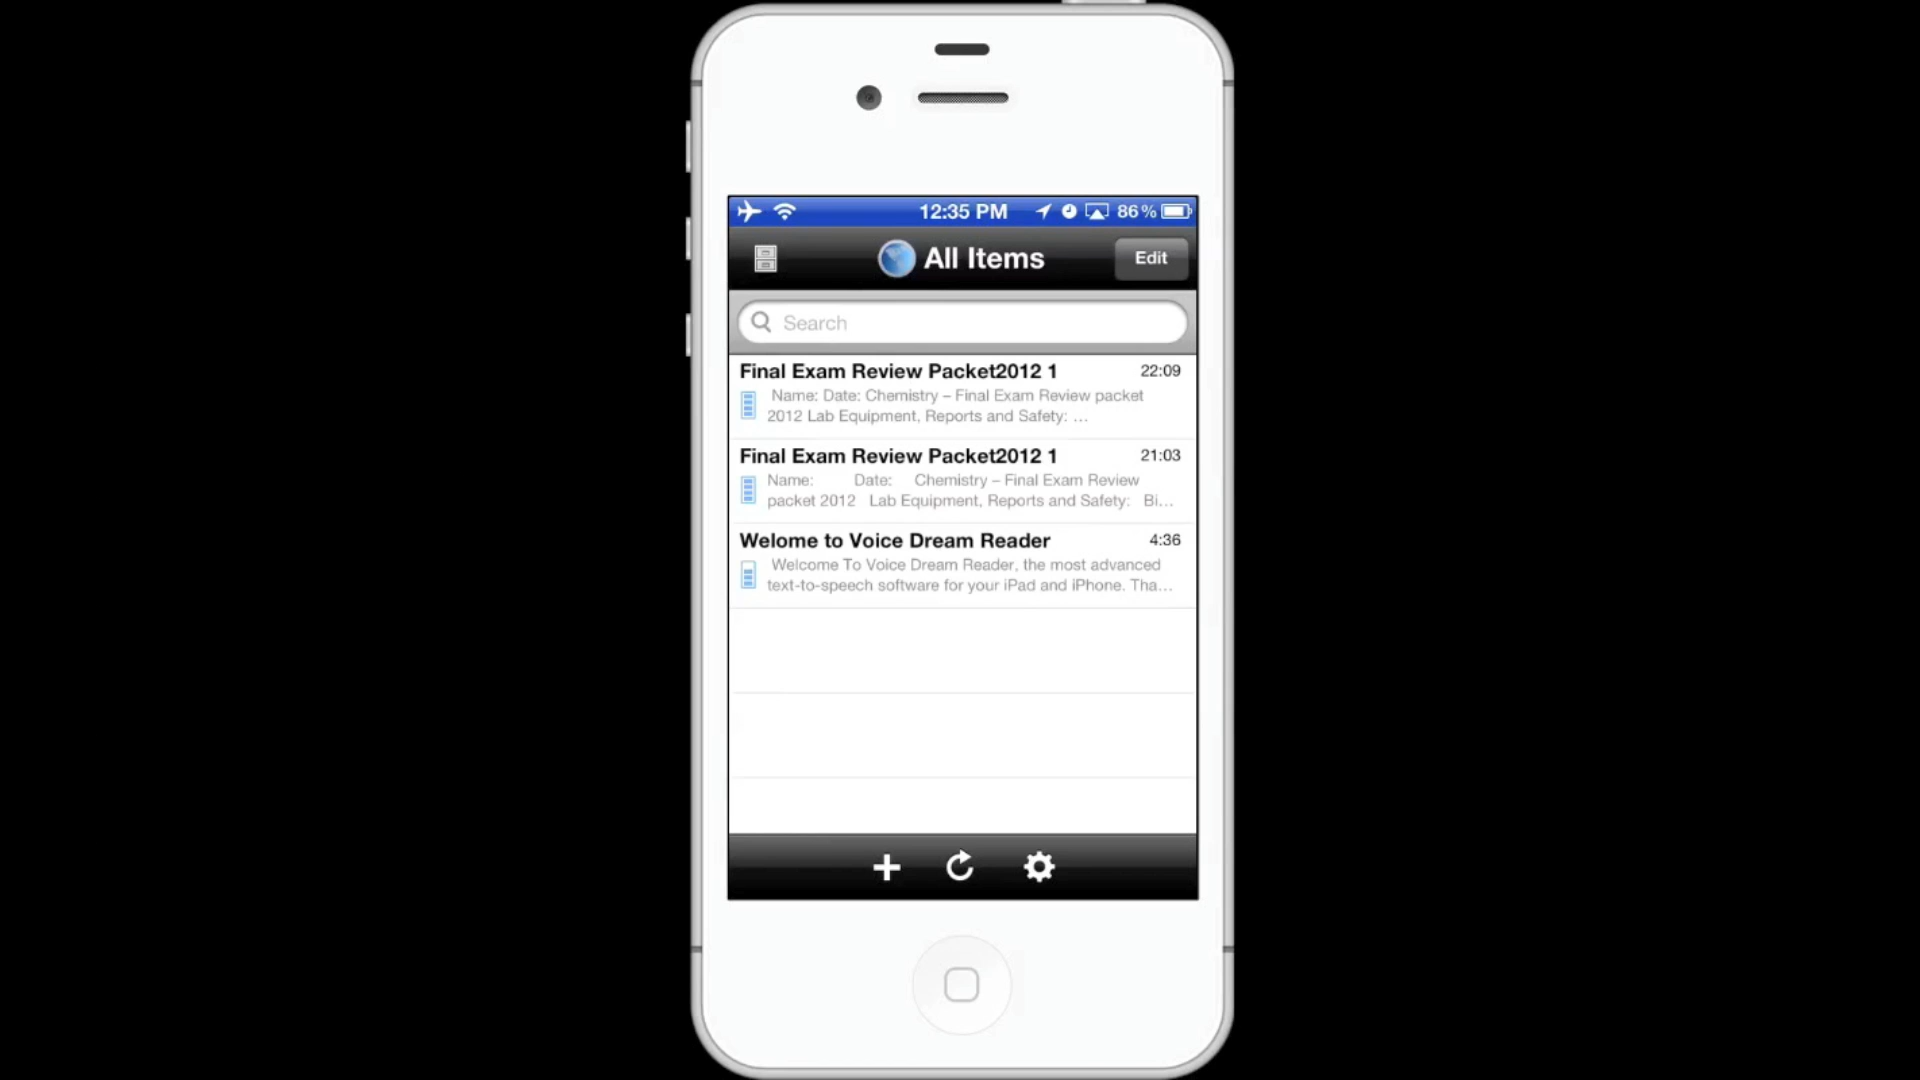 12:35 PM 86%
All Items
Edit
Search
Final Exam Review Packet2012 1 22:09
Name: Date: Chemistry – Final Exam Review packet
2012 Lab Equipment, Reports and Safety: ...
Final Exam Review Packet2012 1 21:03
Name: Date: Chemistry – Final Exam Review
packet 2012 Lab Equipment, Reports and Safety: Bi...
Welome to Voice Dream Reader 4:36
Welcome To Voice Dream Reader, the most advanced
text-to-speech software for your iPad and iPhone. Tha...